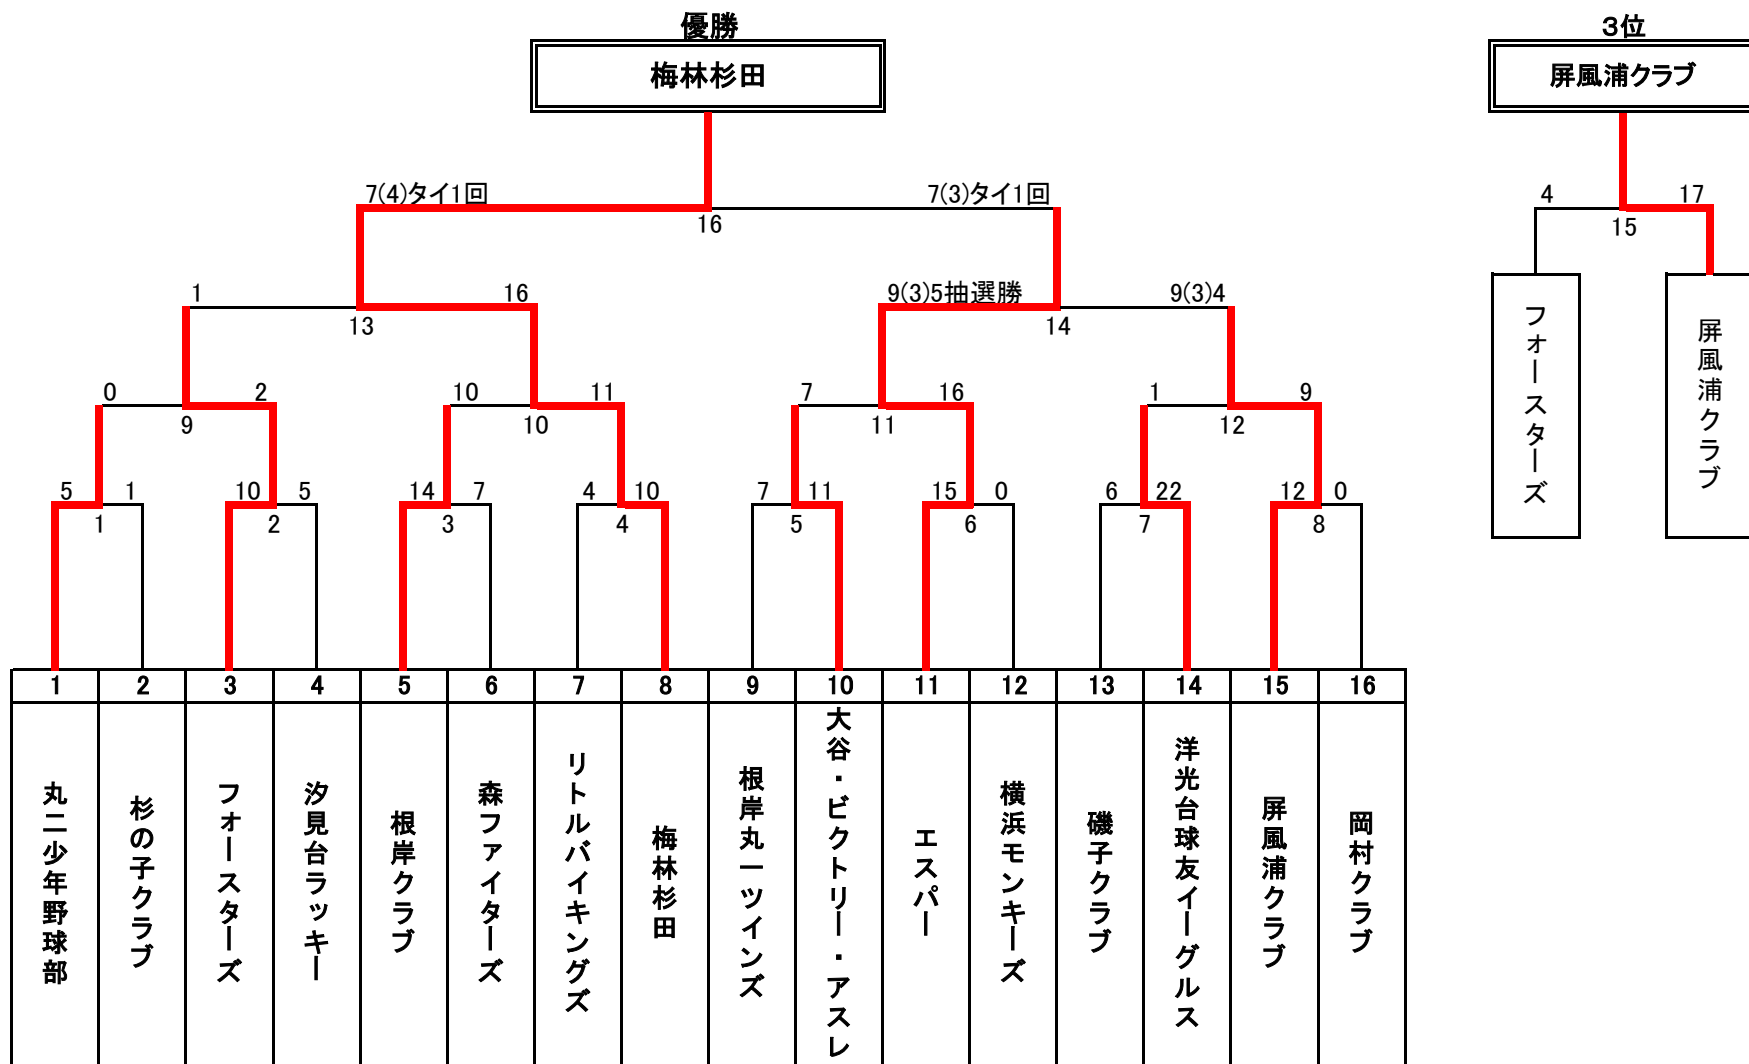 優勝
3位
梅林杉田
屏風浦クラブ
7(4)タイ1回
7(3)タイ1回
16
4
17
15
1
16
13
9(3)5抽選勝
9(3)4
14
フォースターズ
屏風浦クラブ
0
2
9
10
11
10
7
16
11
1
9
12
5
1
1
10
5
2
14
7
3
4
10
4
7
11
5
15
0
6
6
22
7
12
0
8
1
2
3
4
5
6
7
8
9
10
11
12
13
14
15
16
丸二少年野球部
杉の子クラブ
フォースターズ
汐見台ラッキー
根岸クラブ
森ファイターズ
リトルバイキングズ
梅林杉田
根岸丸一ツインズ
大谷・ビクトリー・アスレ
エスパー
横浜モンキーズ
磯子クラブ
洋光台球友イーグルス
屏風浦クラブ
岡村クラブ